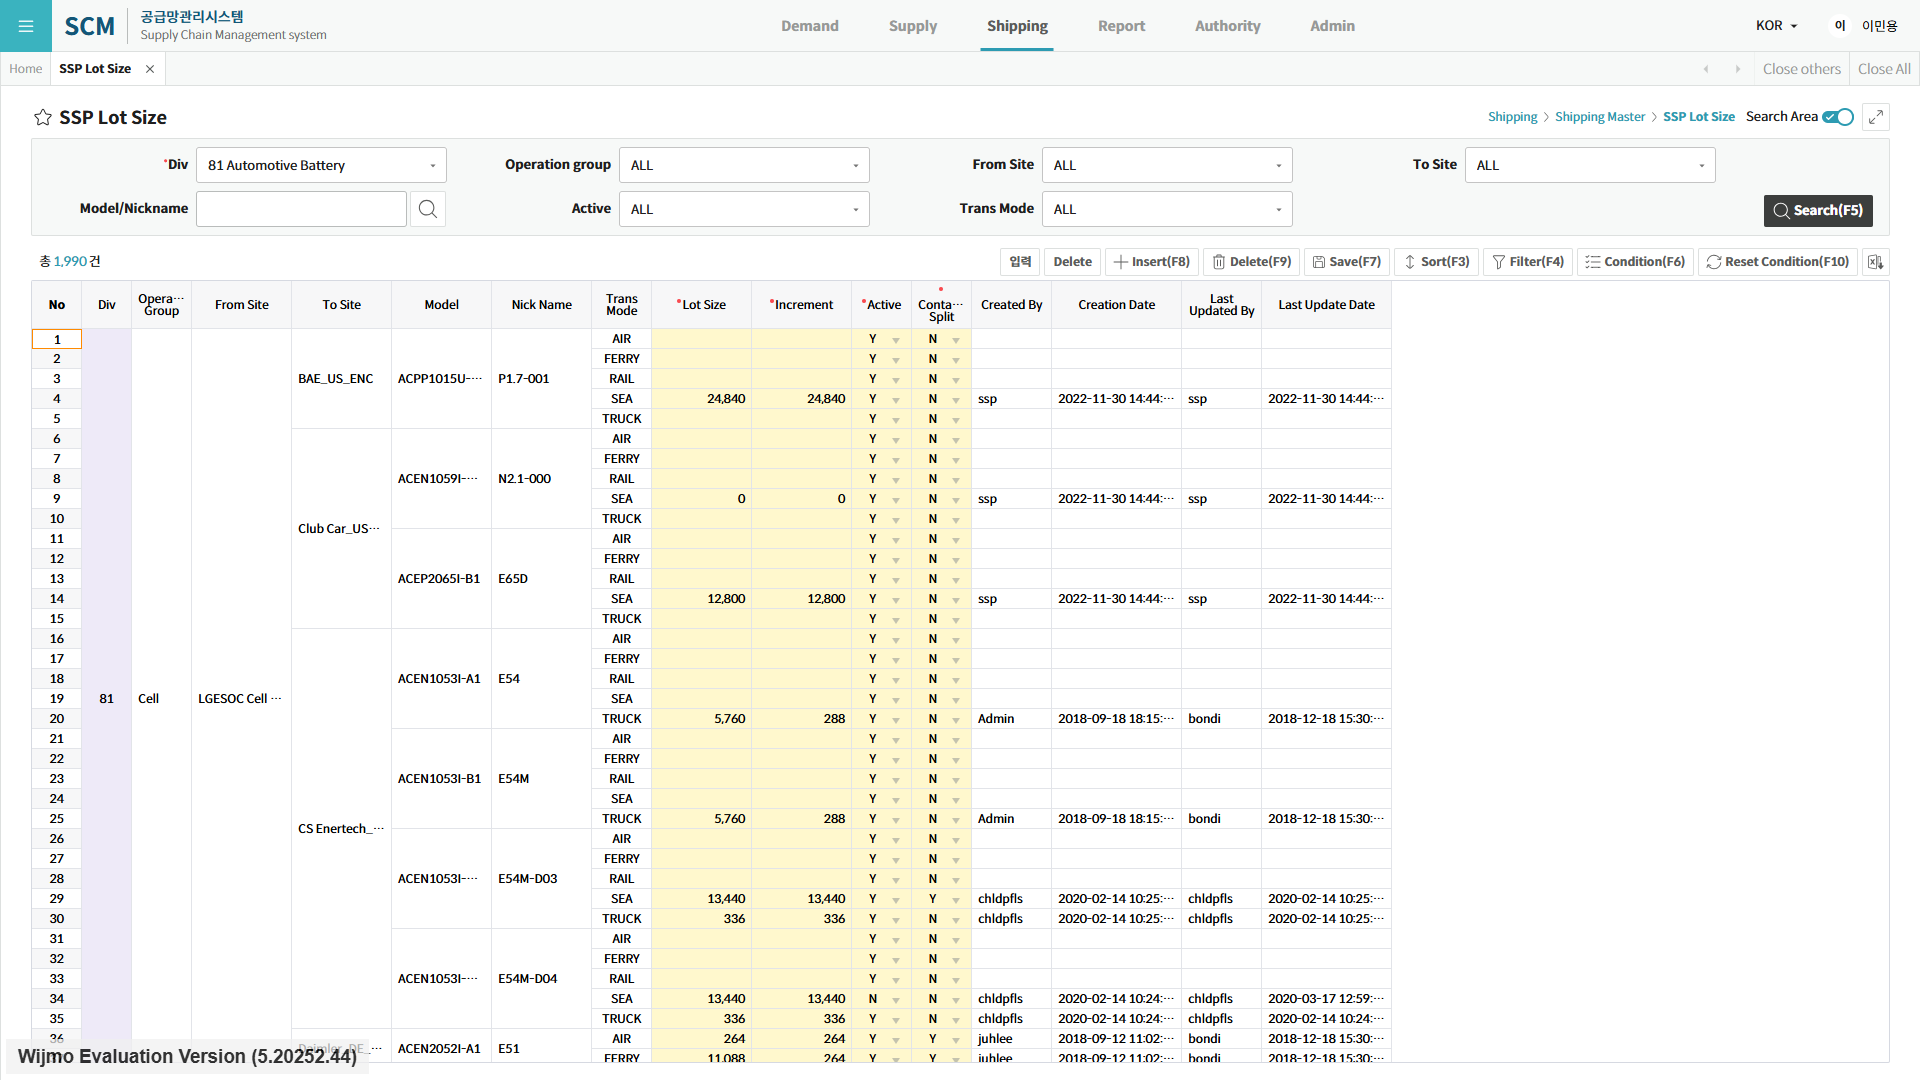 SCM 공급망관리시스템
Supply Chain Management system
Demand Supply Shipping Report Authority Admin
KOR 이 이민용
Home SSP Lot Size Close others Close All
SSP Lot Size
Shipping > Shipping Master > SSP Lot Size Search Area
*Div 81 Automotive Battery Operation group ALL From Site ALL To Site ALL
Model/Nickname Active ALL Trans Mode ALL Search(F5)
총 1,990 건
입력 Delete Insert(F8) Delete(F9) Save(F7) Sort(F3) Filter(F4) Condition(F6) Reset Condition(F10)
No Div Opera… Group From Site To Site Model Nick Name Trans Mode *Lot Size *Increment *Active *Conta… Split Created By Creation Date Last Updated By Last Update Date
1 AIR Y N
2 FERRY Y N
3 BAE_US_ENC ACPP1015U-… P1.7-001 RAIL Y N
4 SEA 24,840 24,840 Y N ssp 2022-11-30 14:44:… ssp 2022-11-30 14:44:…
5 TRUCK Y N
6 AIR Y N
7 FERRY Y N
8 ACEN1059I-… N2.1-000 RAIL Y N
9 SEA 0 0 Y N ssp 2022-11-30 14:44:… ssp 2022-11-30 14:44:…
10 Club Car_US… TRUCK Y N
11 AIR Y N
12 FERRY Y N
13 ACEP2065I-B1 E65D RAIL Y N
14 SEA 12,800 12,800 Y N ssp 2022-11-30 14:44:… ssp 2022-11-30 14:44:…
15 TRUCK Y N
16 AIR Y N
17 FERRY Y N
18 ACEN1053I-A1 E54 RAIL Y N
19 81 Cell LGESOC Cell … SEA Y N
20 TRUCK 5,760 288 Y N Admin 2018-09-18 18:15:… bondi 2018-12-18 15:30:…
21 AIR Y N
22 FERRY Y N
23 ACEN1053I-B1 E54M RAIL Y N
24 SEA Y N
25 CS Enertech_… TRUCK 5,760 288 Y N Admin 2018-09-18 18:15:… bondi 2018-12-18 15:30:…
26 AIR Y N
27 FERRY Y N
28 ACEN1053I-… E54M-D03 RAIL Y N
29 SEA 13,440 13,440 Y Y chldpfls 2020-02-14 10:25:… chldpfls 2020-02-14 10:25:…
30 TRUCK 336 336 Y N chldpfls 2020-02-14 10:25:… chldpfls 2020-02-14 10:25:…
31 AIR Y N
32 FERRY Y N
33 ACEN1053I-… E54M-D04 RAIL Y N
34 SEA 13,440 13,440 N N chldpfls 2020-02-14 10:24:… chldpfls 2020-03-17 12:59:…
35 TRUCK 336 336 Y N chldpfls 2020-02-14 10:24:… chldpfls 2020-02-14 10:24:…
36 Daimler_DE_… ACEN2052I-A1 E51 AIR 264 264 Y Y juhlee 2018-09-12 11:02:… bondi 2018-12-18 15:30:…
FERRY 11,088 264 Y Y juhlee 2018-09-12 11:02:… bondi 2018-12-18 15:30:…
Wijmo Evaluation Version (5.20252.44)